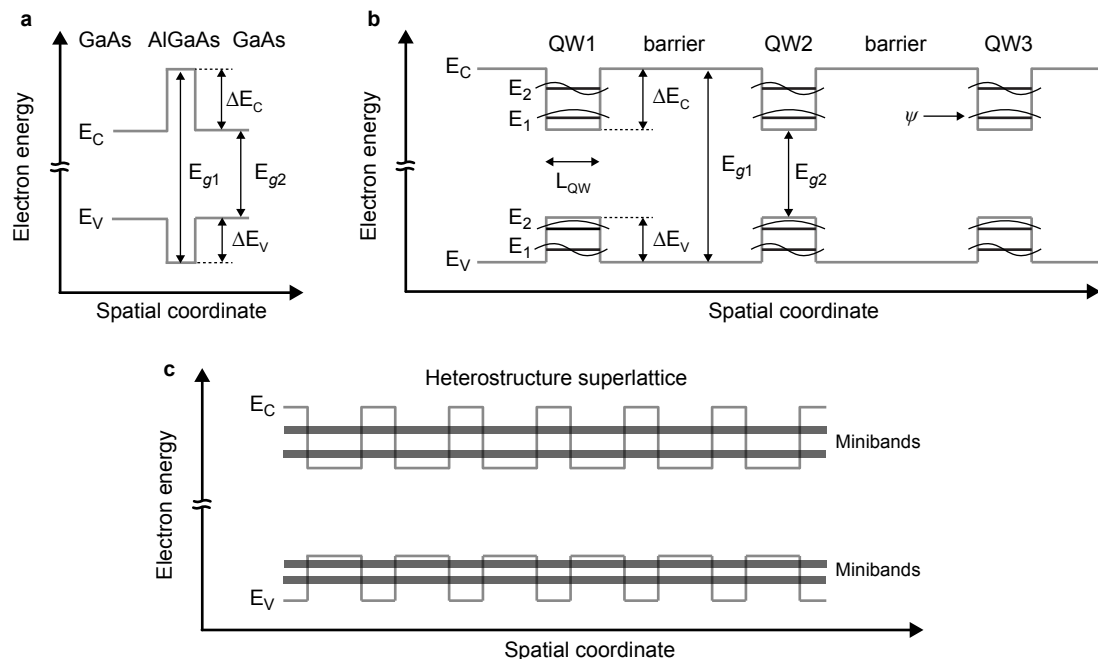 a
GaAs AlGaAs GaAs
E_C
ΔE_C
E_g1
E_g2
E_V
ΔE_V
Electron energy
Spatial coordinate
b
QW1 barrier QW2 barrier QW3
E_C
E_2
ΔE_C
E_1
ψ
E_g1
E_g2
L_QW
E_2
ΔE_V
E_1
E_V
Electron energy
Spatial coordinate
c
Heterostructure superlattice
E_C
Minibands
Minibands
E_V
Electron energy
Spatial coordinate